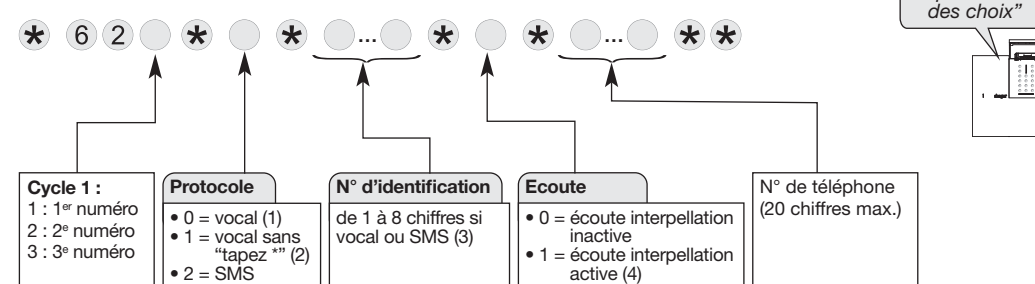 des choix”
* 6 2 * * ... * * ... * *
Cycle 1 :
1 : 1er numéro
2 : 2e numéro
3 : 3e numéro
Protocole
• 0 = vocal (1)
• 1 = vocal sans
“tapez *” (2)
• 2 = SMS
N° d’identification
de 1 à 8 chiffres si
vocal ou SMS (3)
Ecoute
• 0 = écoute interpellation
inactive
• 1 = écoute interpellation
active (4)
N° de téléphone
(20 chiffres max.)